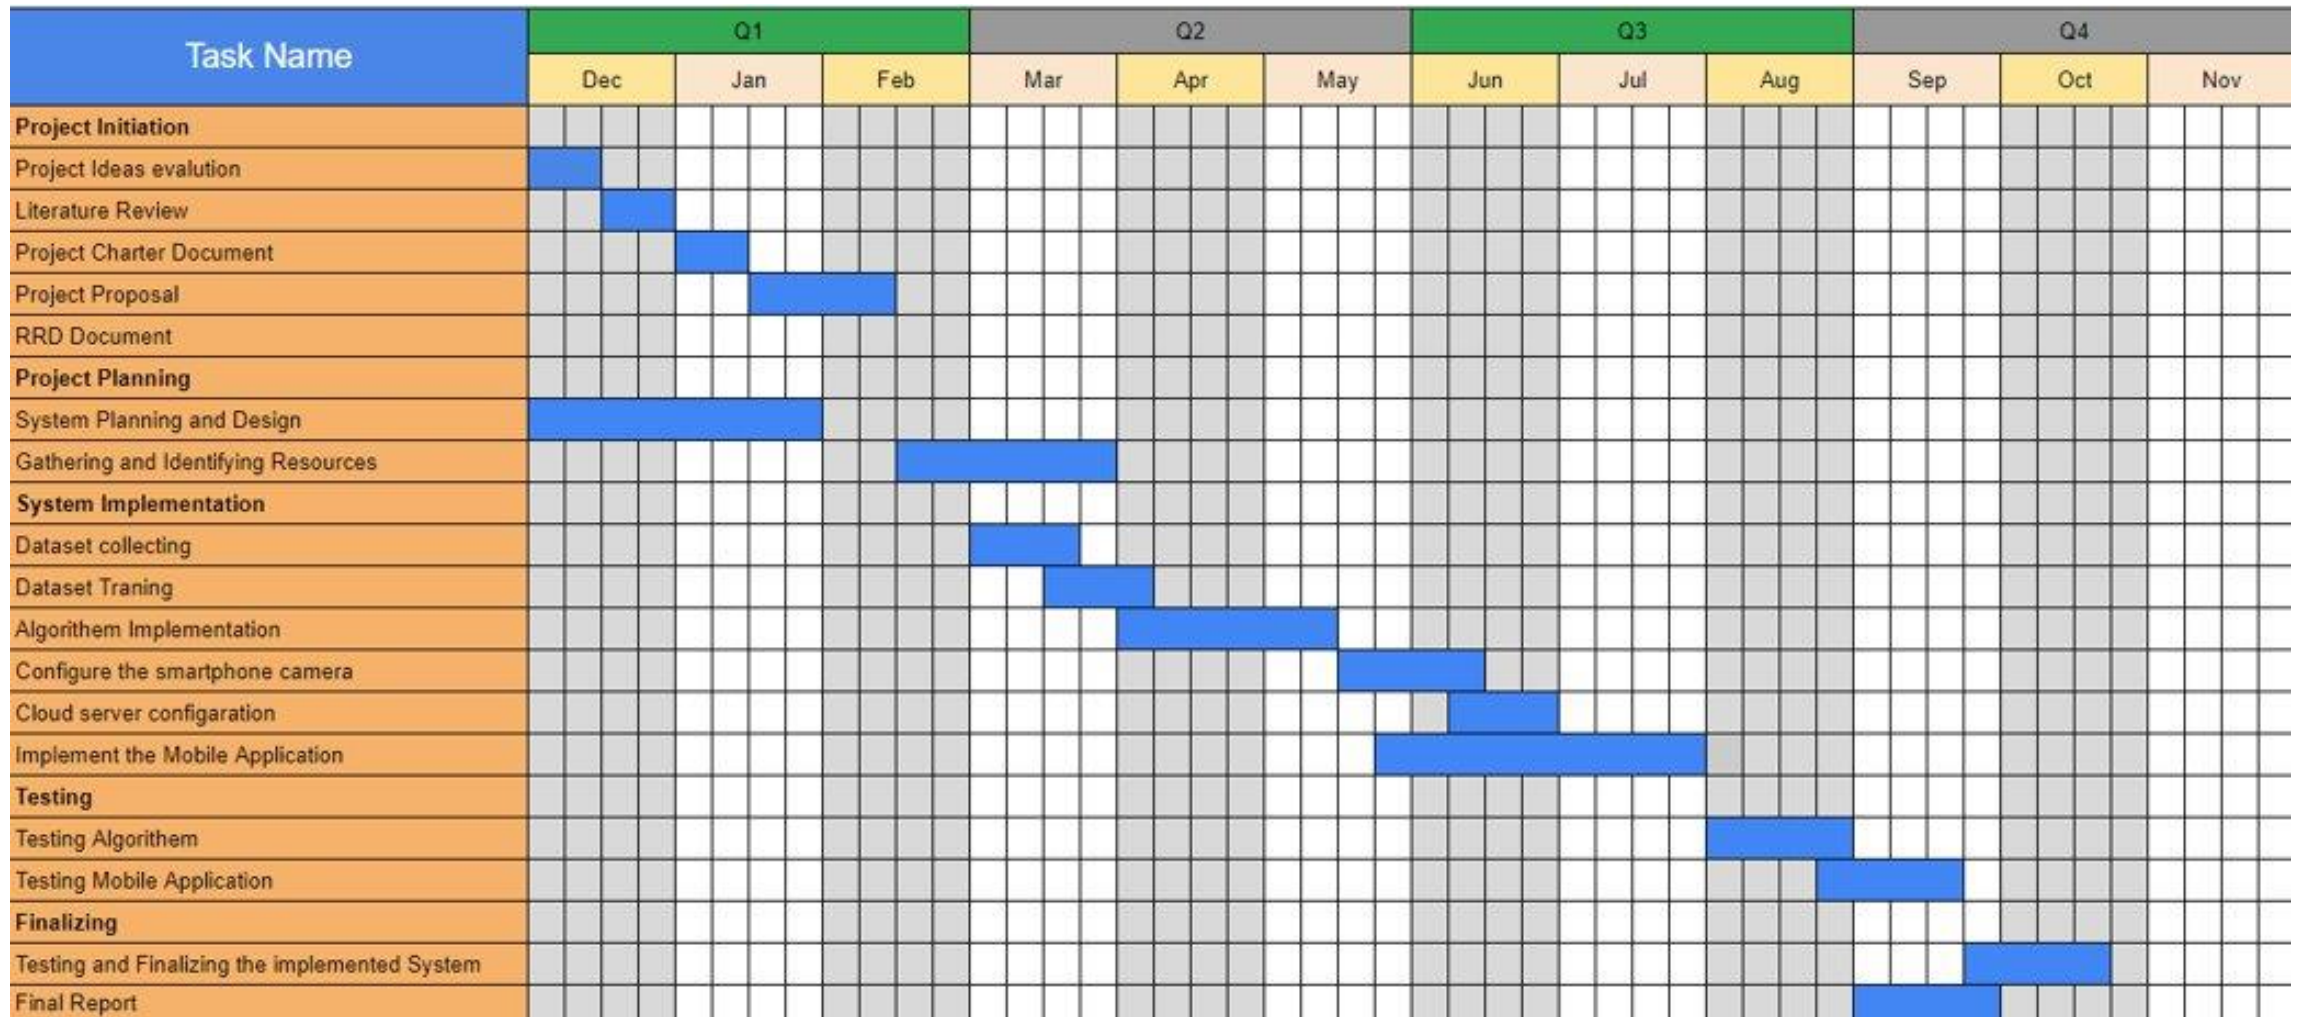 Task Name
Q1 Q2 Q3 Q4
Dec Jan Feb Mar Apr May Jun Jul Aug Sep Oct Nov
Project Initiation
Project Ideas evalution
Literature Review
Project Charter Document
Project Proposal
RRD Document
Project Planning
System Planning and Design
Gathering and Identifying Resources
System Implementation
Dataset collecting
Dataset Traning
Algorithem Implementation
Configure the smartphone camera
Cloud server configaration
Implement the Mobile Application
Testing
Testing Algorithem
Testing Mobile Application
Finalizing
Testing and Finalizing the implemented System
Final Report